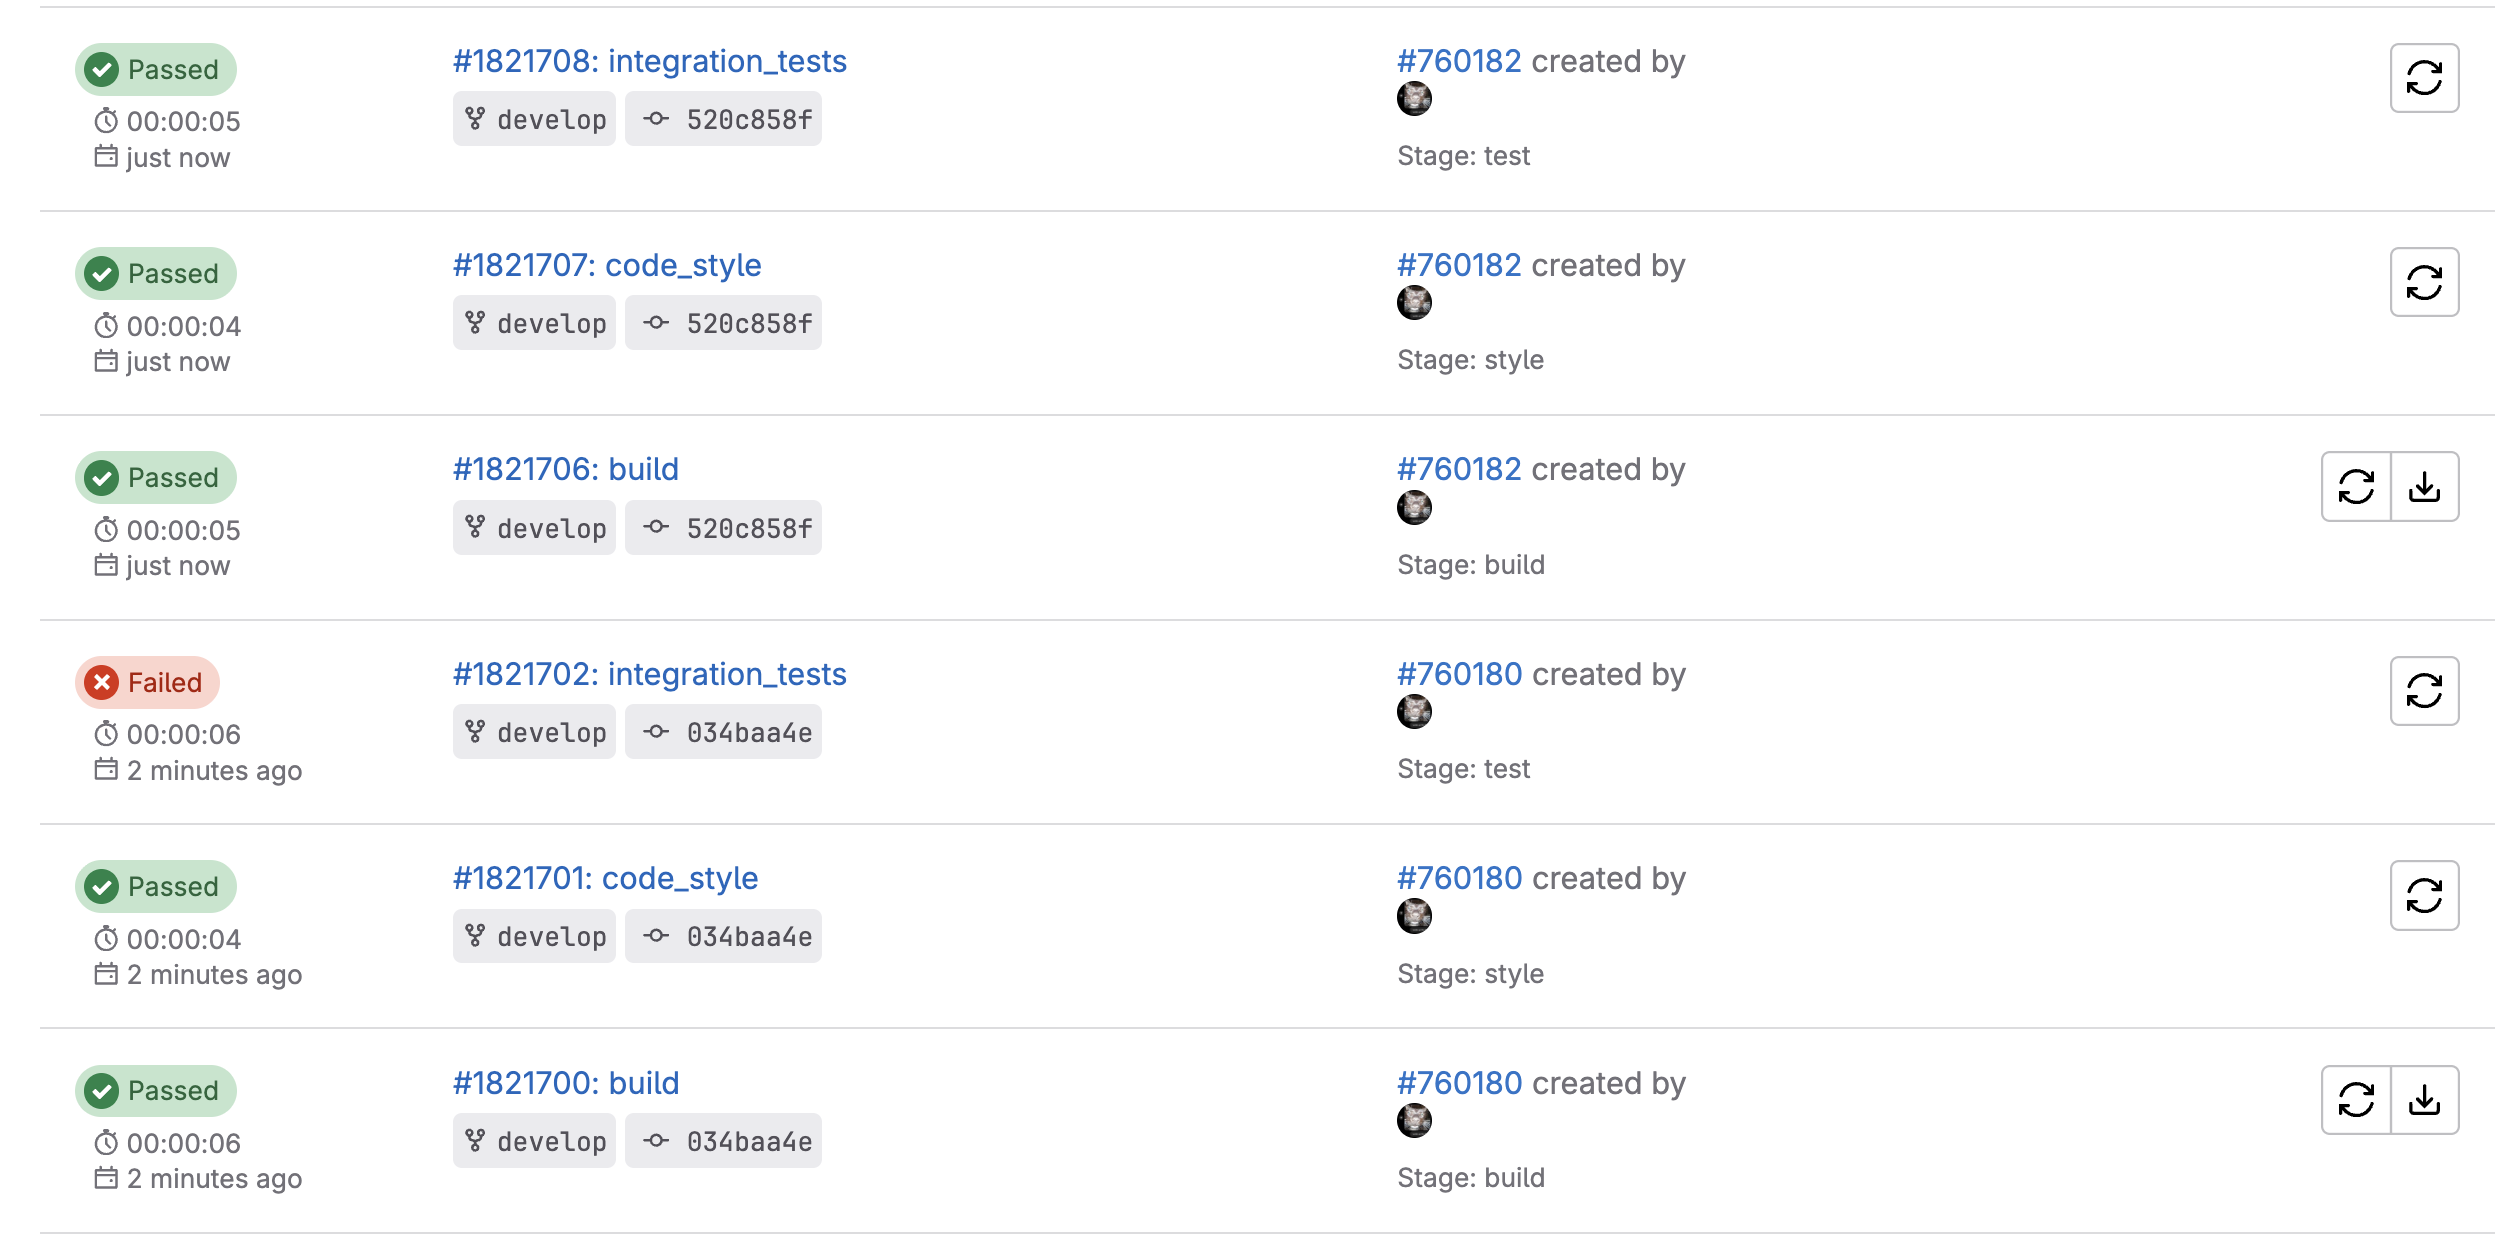 Passed
#1821708: integration_tests
#760182 created by
00:00:05
develop 520c858f
just now
Stage: test
Passed
#1821707: code_style
#760182 created by
00:00:04
develop 520c858f
just now
Stage: style
Passed
#1821706: build
#760182 created by
00:00:05
develop 520c858f
just now
Stage: build
Failed
#1821702: integration_tests
#760180 created by
00:00:06
develop 034baa4e
2 minutes ago
Stage: test
Passed
#1821701: code_style
#760180 created by
00:00:04
develop 034baa4e
2 minutes ago
Stage: style
Passed
#1821700: build
#760180 created by
00:00:06
develop 034baa4e
2 minutes ago
Stage: build